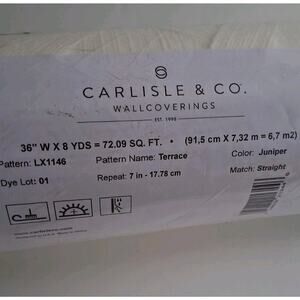 CARLISLE & CO.
WALLCOVERINGS
EST. 1998
36" W X 8 YDS = 72.09 SQ. FT. • (91,5 cm X 7,32 m = 6,7 m2)
Pattern: LX1146 Pattern Name: Terrace Color: Juniper
Dye Lot: 01 Repeat: 7 in - 17.78 cm Match: Straight